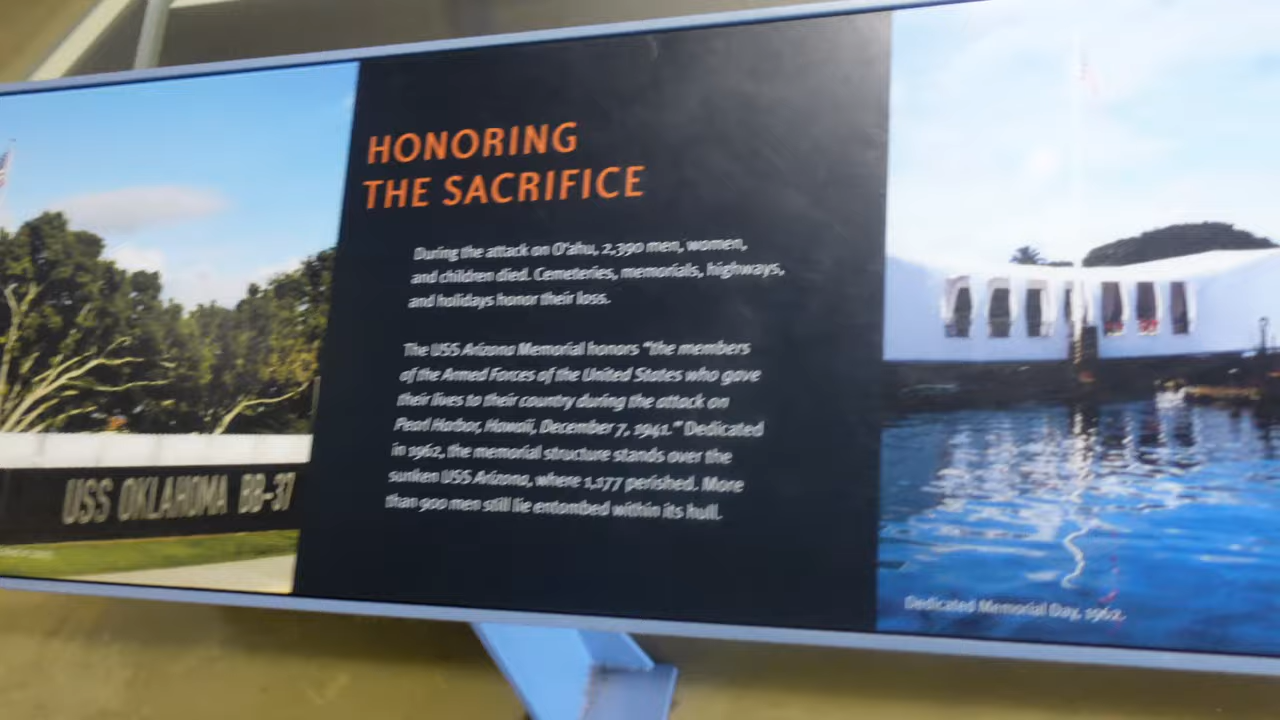 HONORING
THE SACRIFICE
During the attack on O'ahu, 2,390 men, women,
and children died. Cemeteries, memorials, highways,
and holidays honor their loss.
The USS Arizona Memorial honors "the members
of the Armed Forces of the United States who gave
their lives to their country during the attack on
Pearl Harbor, Hawaii, December 7, 1941." Dedicated
in 1962, the memorial structure stands over the
sunken USS Arizona, where 1,177 perished. More
than 900 men still lie entombed within its hull.
USS OKLAHOMA BB-37
Dedicated Memorial Day, 1962.